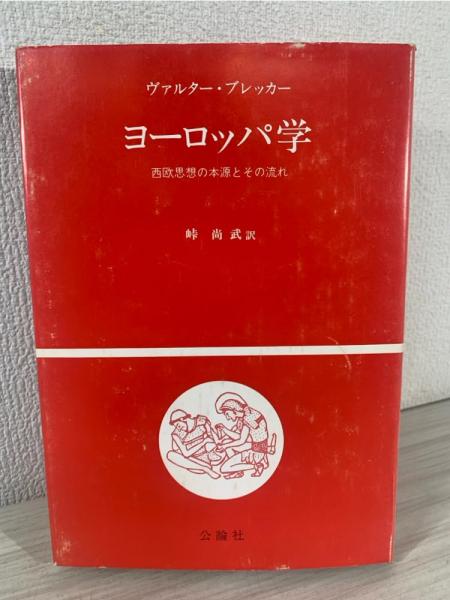 ヴァルター・ブレッカー
ヨーロッパ学
西欧思想の本源とその流れ
峠 尚武 訳
公論社